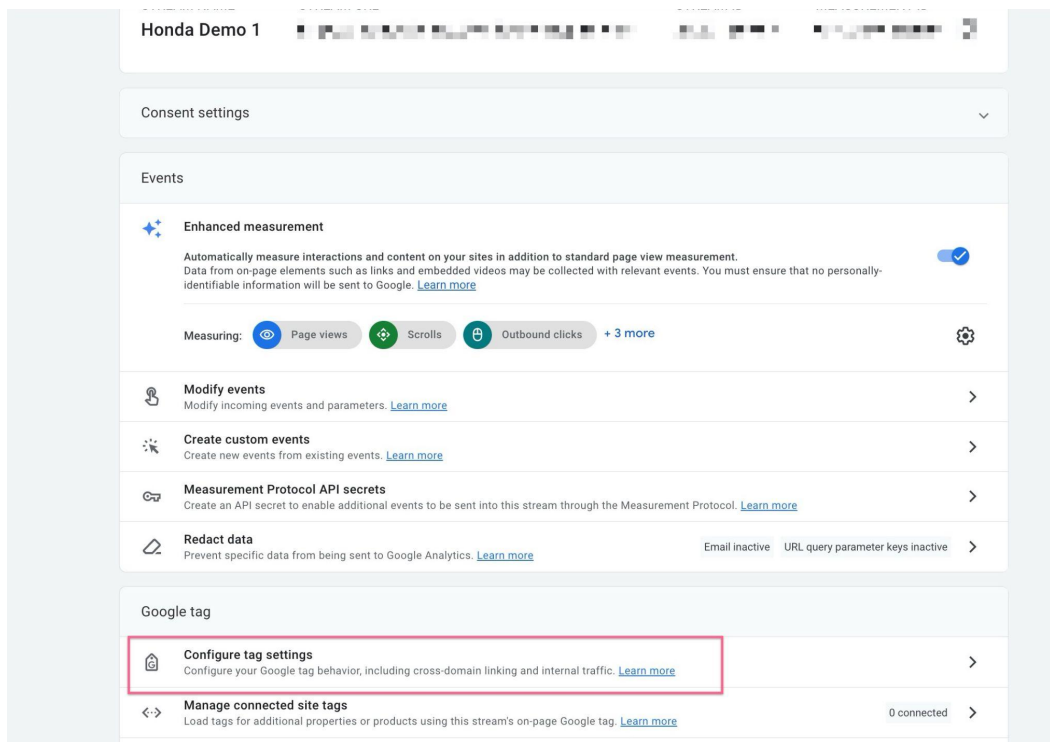 Honda Demo 1
Consent settings
Events
Enhanced measurement
Automatically measure interactions and content on your sites in addition to standard page view measurement.
Data from on-page elements such as links and embedded videos may be collected with relevant events. You must ensure that no personally-
identifiable information will be sent to Google. Learn more
Measuring: Page views Scrolls Outbound clicks + 3 more
Modify events
Modify incoming events and parameters. Learn more
Create custom events
Create new events from existing events. Learn more
Measurement Protocol API secrets
Create an API secret to enable additional events to be sent into this stream through the Measurement Protocol. Learn more
Redact data
Prevent specific data from being sent to Google Analytics. Learn more
Email inactive URL query parameter keys inactive
Google tag
Configure tag settings
Configure your Google tag behavior, including cross-domain linking and internal traffic. Learn more
Manage connected site tags
Load tags for additional properties or products using this stream's on-page Google tag. Learn more
0 connected